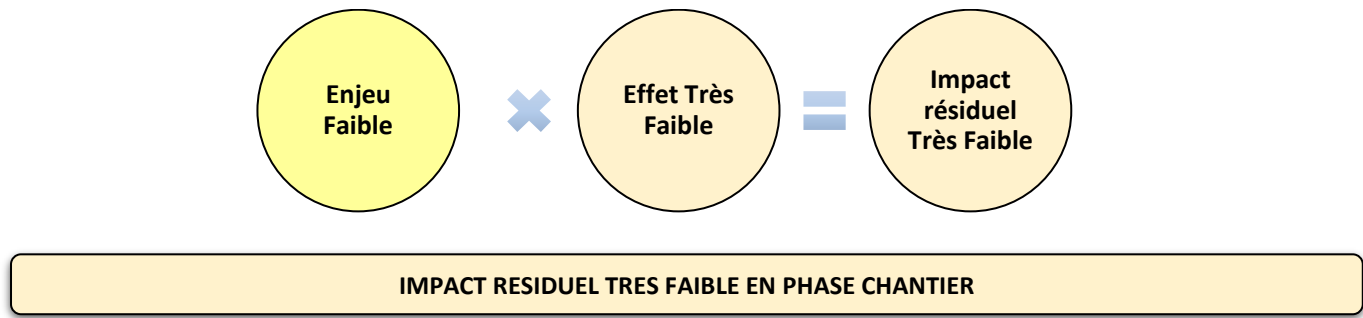 Enjeu
Faible
Effet Très
Faible
Impact
résiduel
Très Faible
IMPACT RESIDUEL TRES FAIBLE EN PHASE CHANTIER